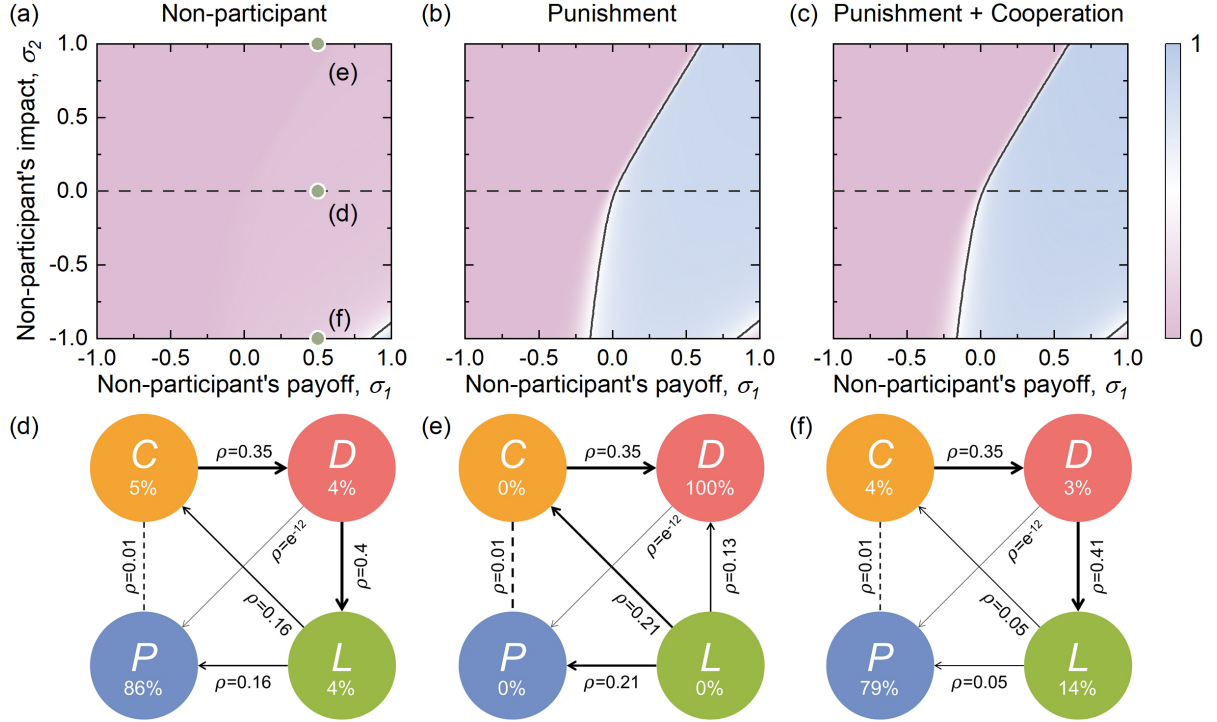 (a) Non-participant (b) Punishment (c) Punishment + Cooperation
Non-participant's impact, σ2
1.0
0.5
0.0
-0.5
-1.0
(e)
(d)
(f)
-1.0 -0.5 0.0 0.5 1.0
-1.0 -0.5 0.0 0.5 1.0
-1.0 -0.5 0.0 0.5 1.0
1
0
Non-participant's payoff, σ1 Non-participant's payoff, σ1 Non-participant's payoff, σ1
(d)
C
5%
ρ=0.35
D
4%
ρ=0.01
ρ=e-12
ρ=0.4
ρ=0.16
P
86%
ρ=0.16
L
4%
(e)
C
0%
ρ=0.35
D
100%
ρ=0.01
ρ=e-12
ρ=0.13
ρ=0.21
P
0%
ρ=0.21
L
0%
(f)
C
4%
ρ=0.35
D
3%
ρ=0.01
ρ=e-12
ρ=0.41
ρ=0.05
P
79%
ρ=0.05
L
14%